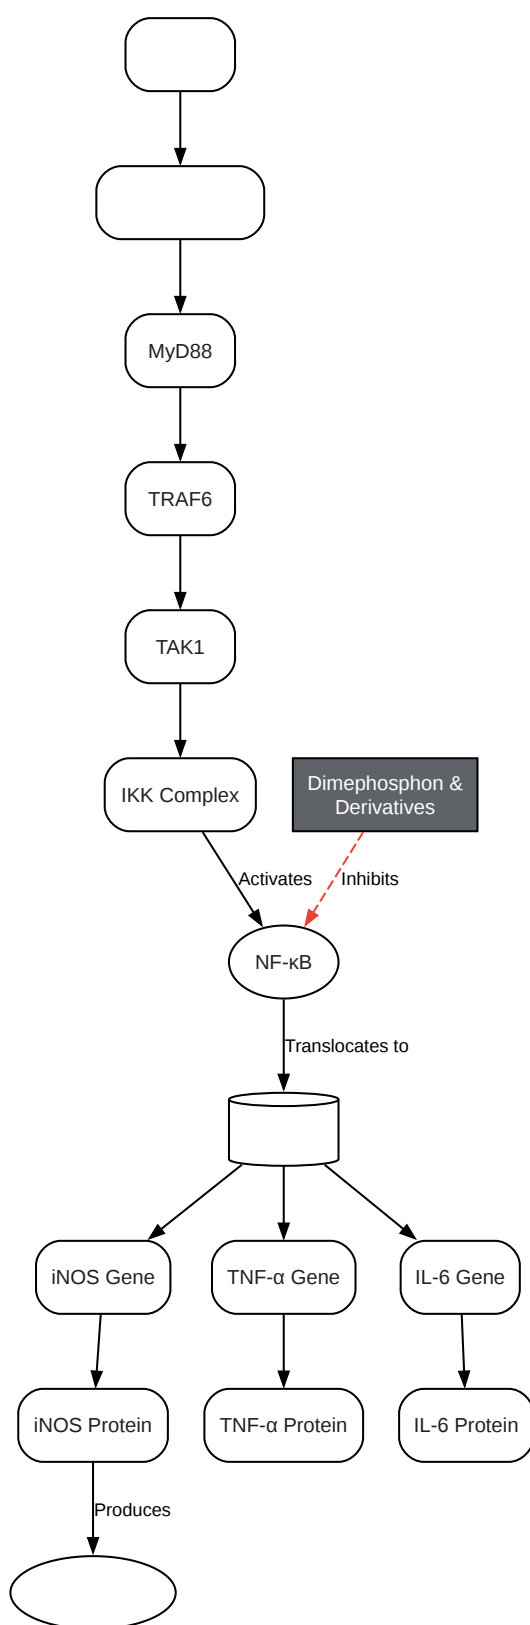 MyD88
TRAF6
TAK1
IKK Complex
Dimephosphon &
Derivatives
Activates
Inhibits
NF-κB
Translocates to
iNOS Gene
TNF-α Gene
IL-6 Gene
iNOS Protein
TNF-α Protein
IL-6 Protein
Produces